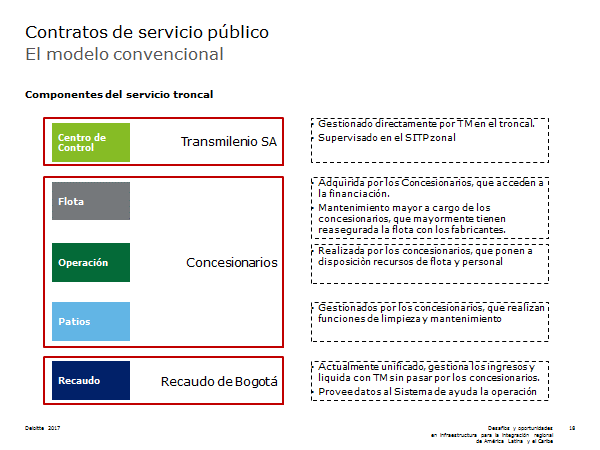 Contratos de servicio público
El modelo convencional
Componentes del servicio troncal
Centro de
Control
Transmilenio SA
• Gestionado directamente por TM en el troncal.
• Supervisado en el SITP zonal
Flota
Operación
Patios
Concesionarios
• Adquirida por los Concesionarios, que acceden a
la financiación.
• Mantenimiento mayor a cargo de los
concesionarios, que mayormente tienen
reasegurada la flota con los fabricantes.
• Realizada por los concesionarios, que ponen a
disposiciòn recursos de flota y personal
• Gestionados por los concesionarios, que realizan
funciones de limpieza y mantenimiento
Recaudo
Recaudo de Bogotá
• Actualmente unificado, gestiona los ingresos y
liquida con TM sin pasar por los concesionarios.
• Provee datos al Sistema de ayuda la operación
Deloitte 2017
Desafíos y oportunidades
en infraestructura para la integración regional
de América Latina y el Caribe
18